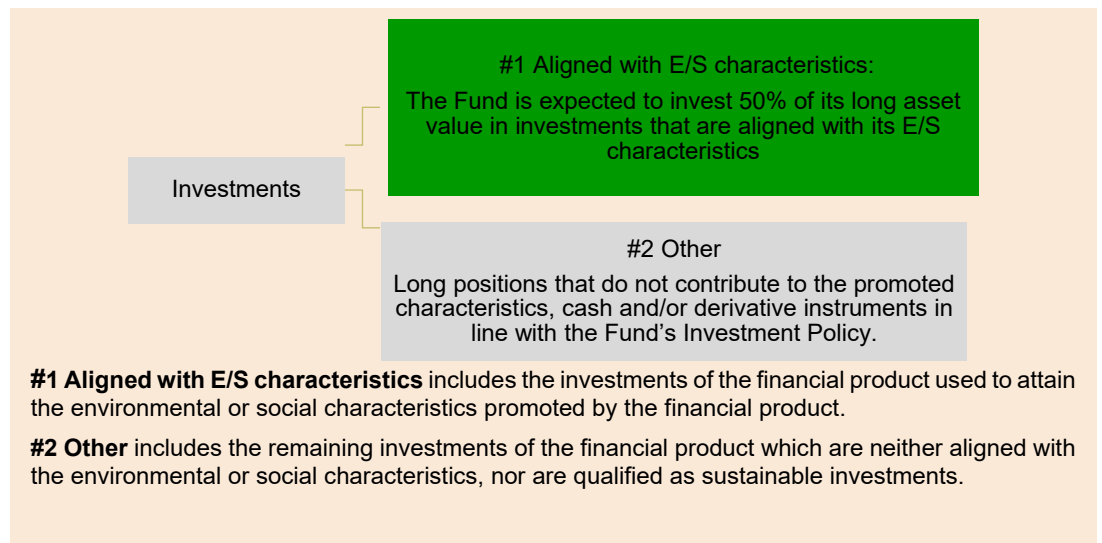 #1 Aligned with E/S characteristics:
The Fund is expected to invest 50% of its long asset
value in investments that are aligned with its E/S
characteristics
Investments
#2 Other
Long positions that do not contribute to the promoted
characteristics, cash and/or derivative instruments in
line with the Fund’s Investment Policy.
#1 Aligned with E/S characteristics includes the investments of the financial product used to attain
the environmental or social characteristics promoted by the financial product.
#2 Other includes the remaining investments of the financial product which are neither aligned with
the environmental or social characteristics, nor are qualified as sustainable investments.